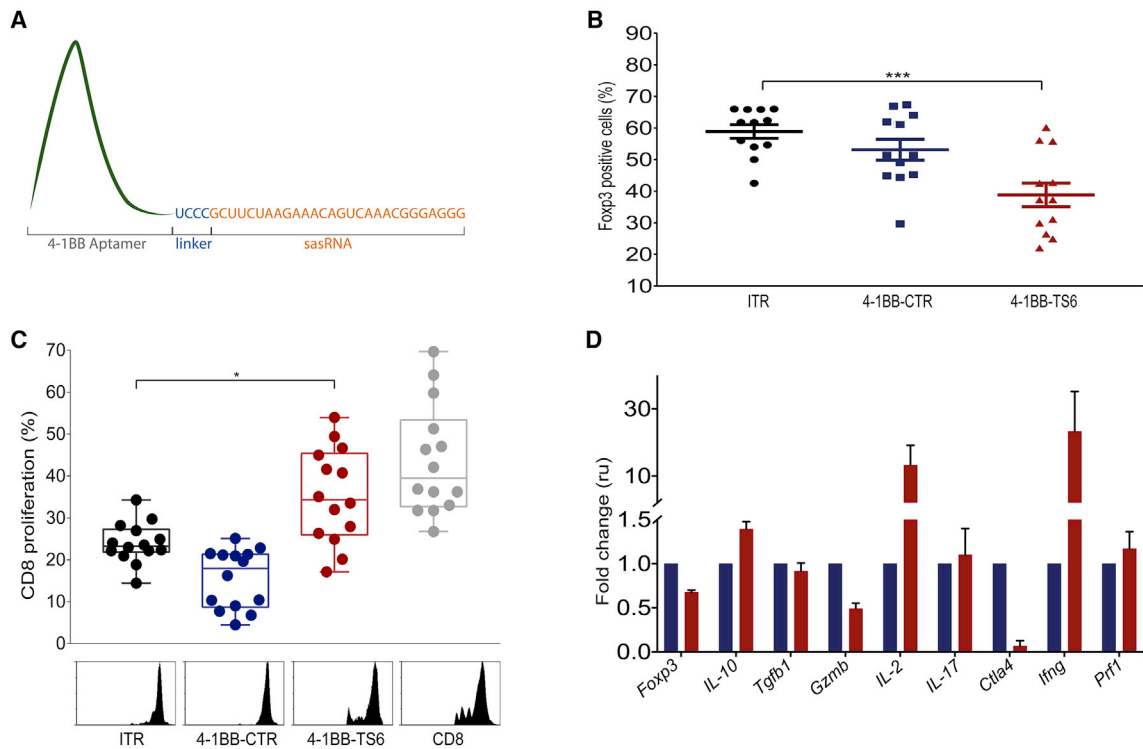 A
UCCCGCUUCUAAGAAACAGUCAAACGGGAGGG
4-1BB Aptamer linker sasRNA
B
Foxp3 positive cells (%)
90
80
70
60
50
40
30
20
10
***
ITR 4-1BB-CTR 4-1BB-TS6
C
CD8 proliferation (%)
70
60
50
40
30
20
10
0
*
ITR 4-1BB-CTR 4-1BB-TS6 CD8
D
Fold change (ru)
30
10
1.5
1.0
0.5
0.0
Foxp3 IL-10 Tgfb1 Gzmb IL-2 IL-17 Ctla4 Ifng Prf1